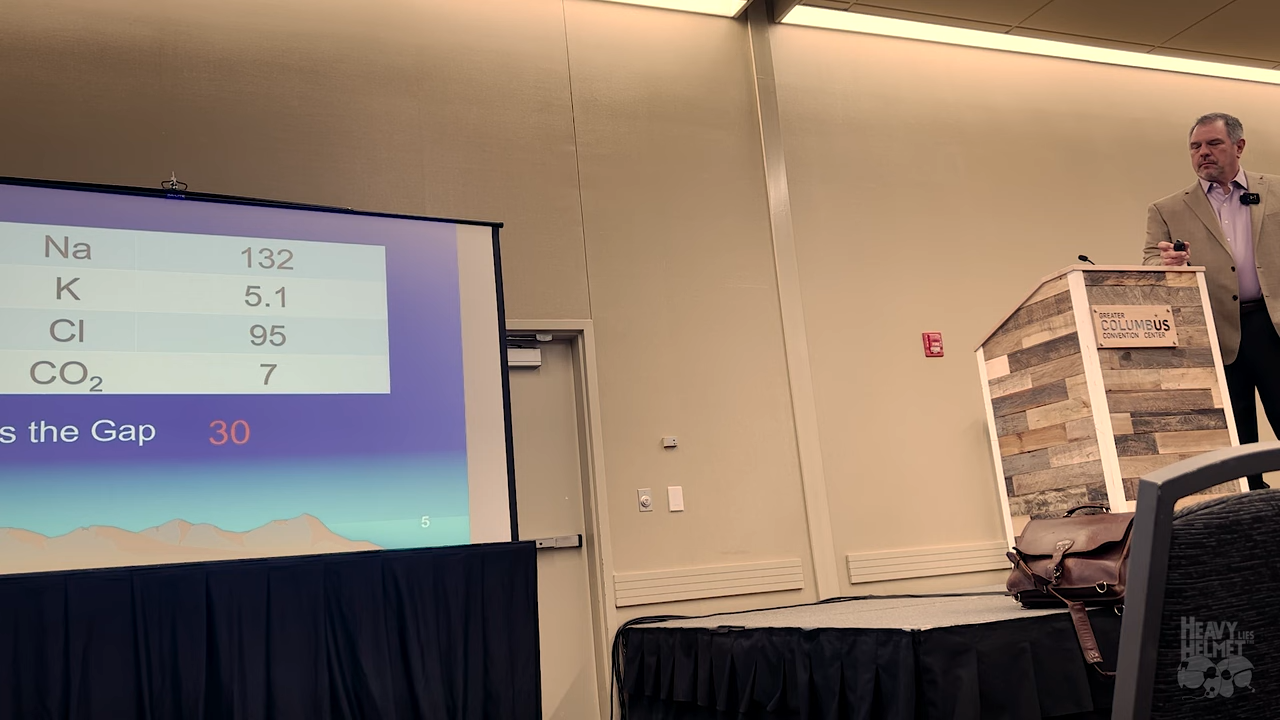 Na 132
K 5.1
Cl 95
CO₂ 7
s the Gap 30
5
GREATER
COLUMBUS
CONVENTION CENTER
HEAVY LIES
HELMET